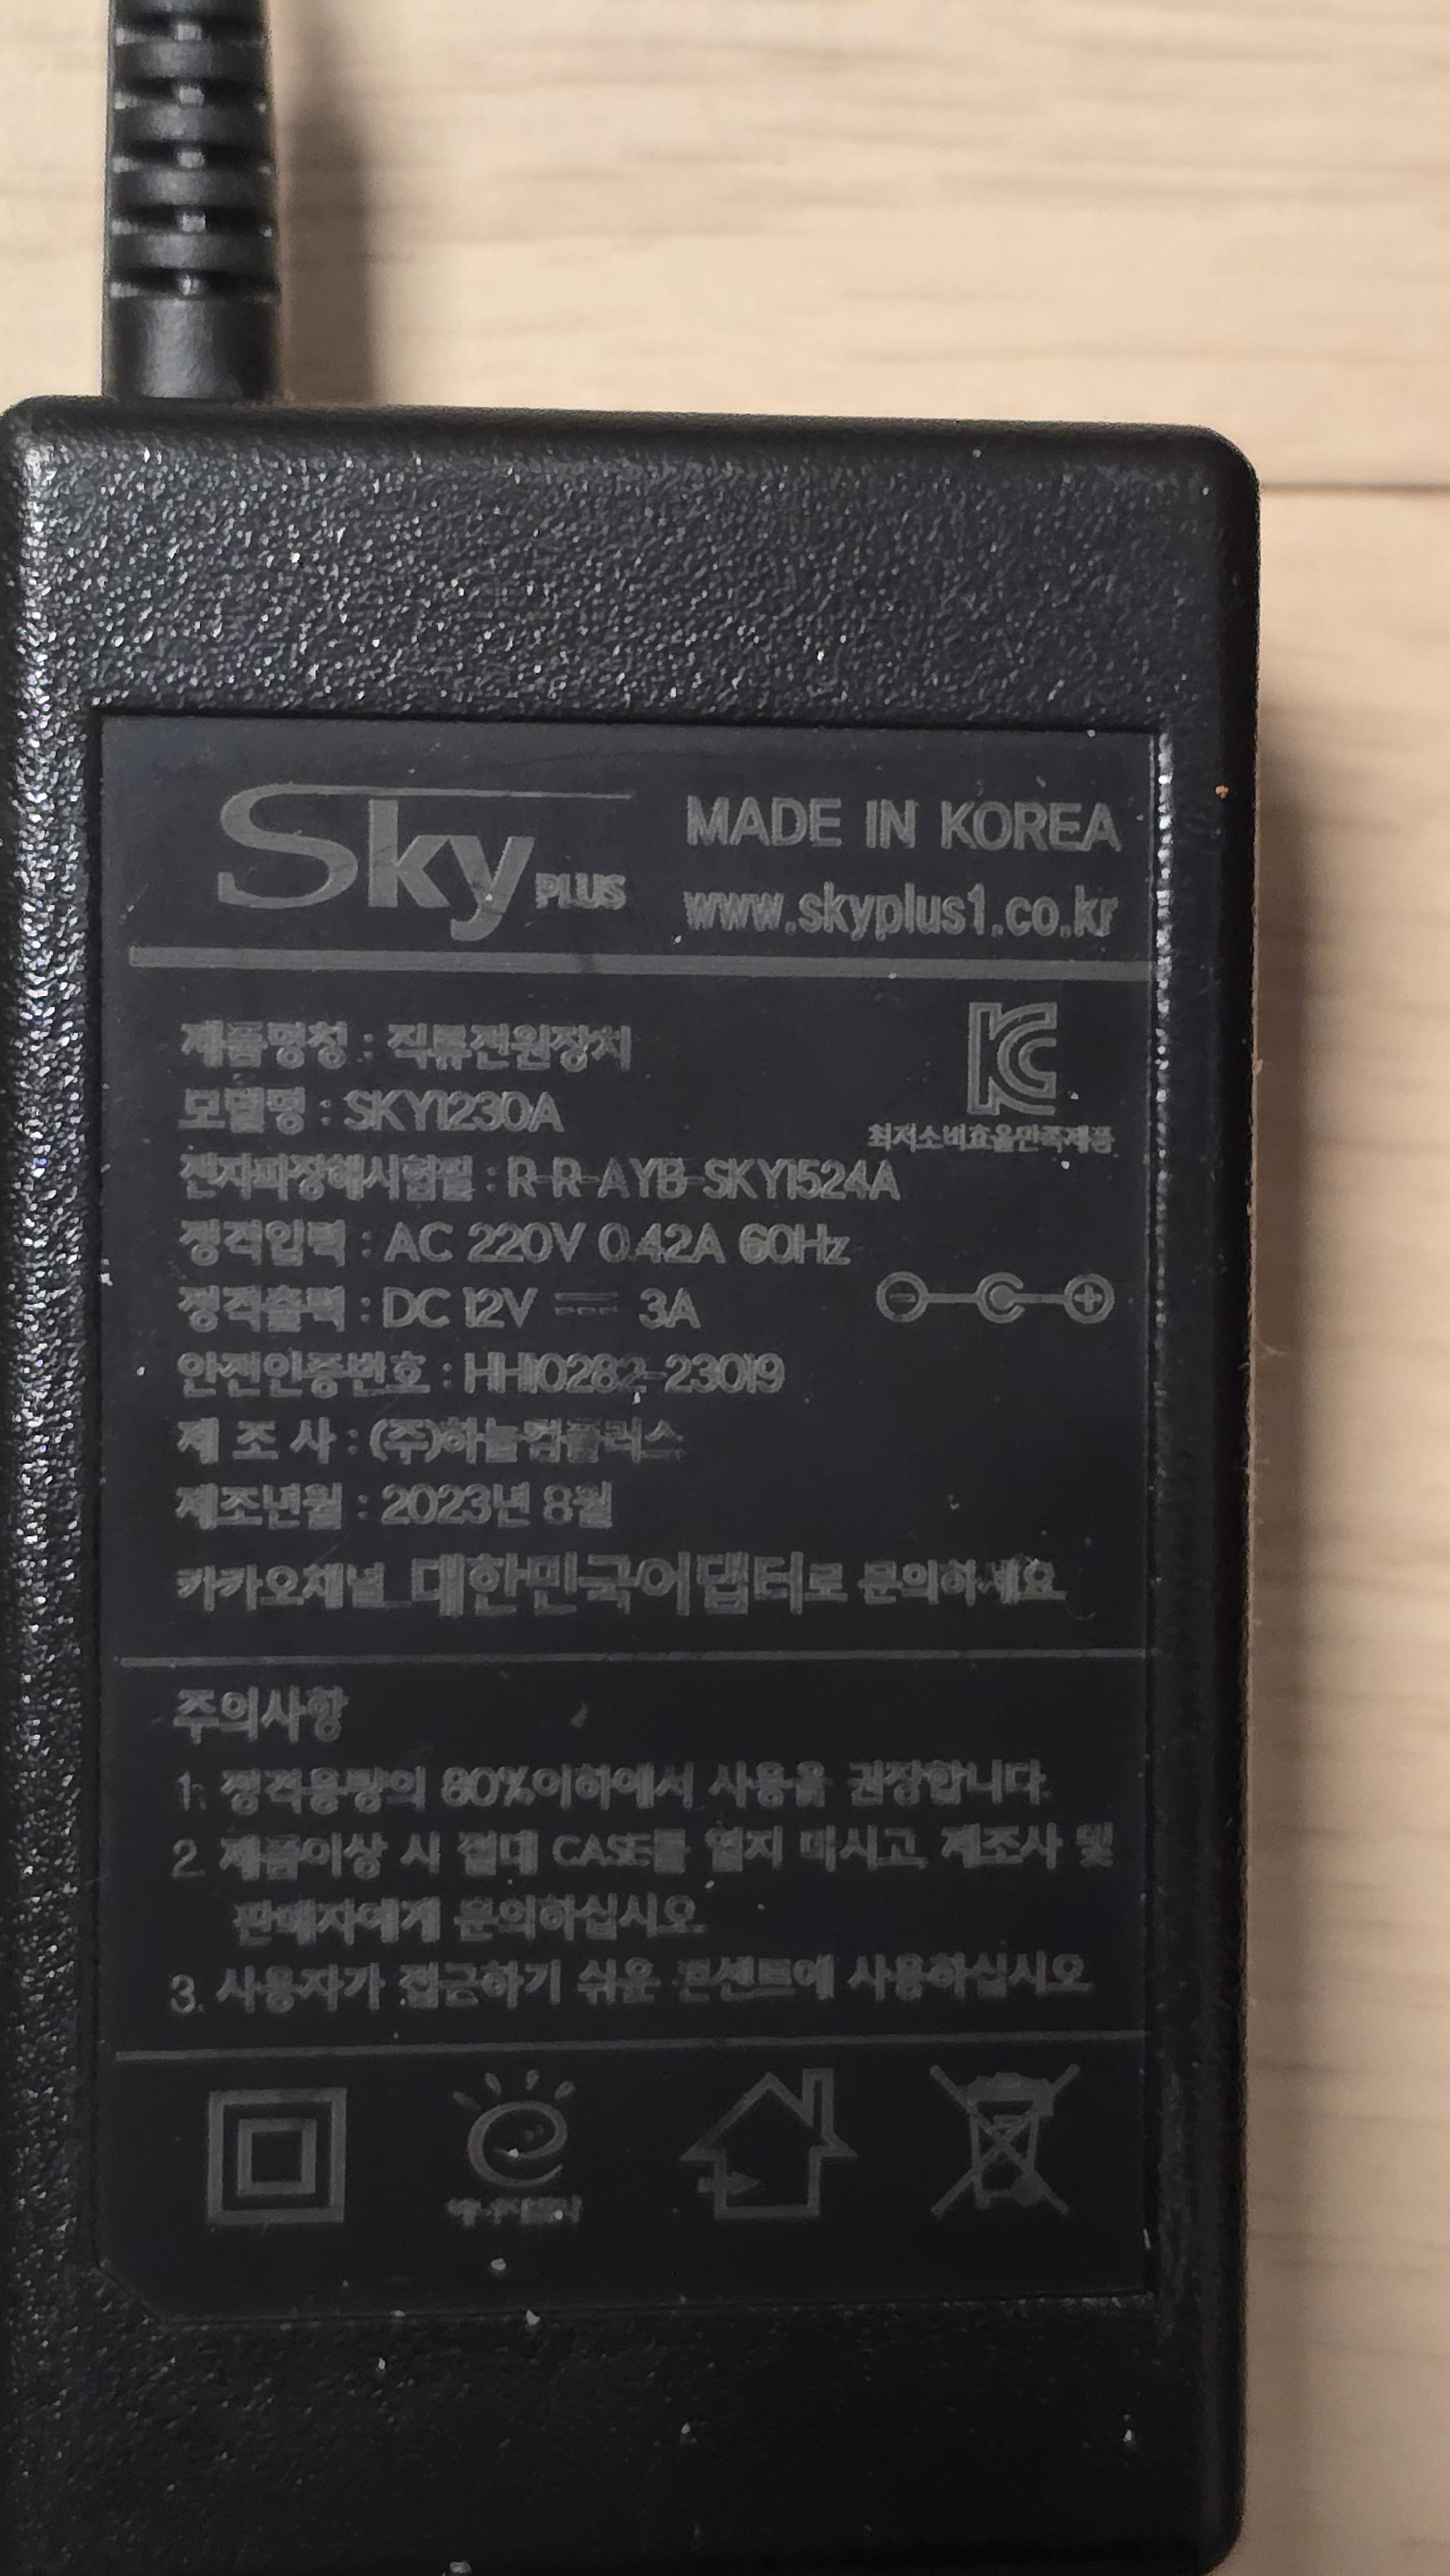 Sky PLUS
MADE IN KOREA
www.skyplus1.co.kr
제품명칭 : 직류전원장치
모델명 : SKY1230A
최저소비효율만족제품
전자파장해시험필 : R-R-AYB-SKY1524A
정격입력 : AC 220V 0.42A 60Hz
정격출력 : DC 12V 3A
안전인증번호 : HH10282-23019
제 조 사 : (주)하늘컴플러스
제조년월 : 2023년 8월
카카오채널_대한민국어댑터로 문의하세요.
주의사항
1. 정격용량의 80%이하에서 사용을 권장합니다.
2. 제품이상 시 절대 CASE를 열지 마시고, 제조사 및
판매자에게 문의하십시오.
3. 사용자가 접근하기 쉬운 콘센트에 사용하십시오